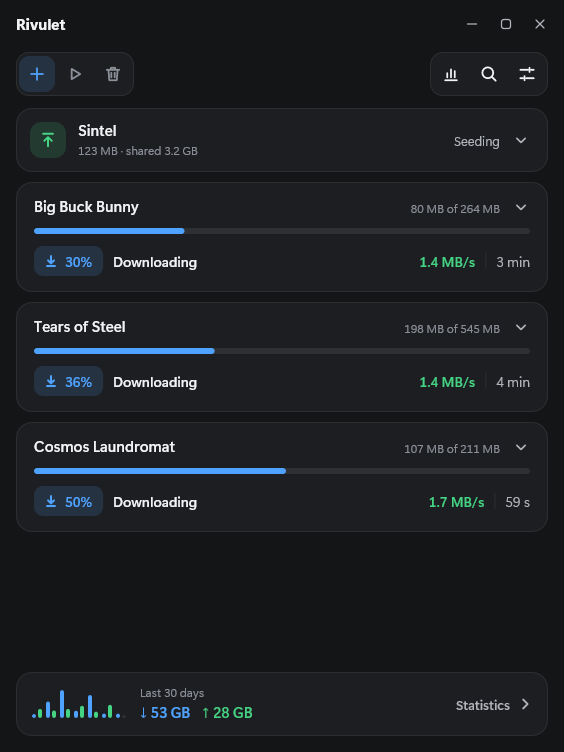 Rivulet
Sintel
123 MB · shared 3.2 GB
Seeding
Big Buck Bunny
80 MB of 264 MB
30%
Downloading
1.4 MB/s
3 min
Tears of Steel
198 MB of 545 MB
36%
Downloading
1.4 MB/s
4 min
Cosmos Laundromat
107 MB of 211 MB
50%
Downloading
1.7 MB/s
59 s
Last 30 days
↓ 53 GB ↑ 28 GB
Statistics